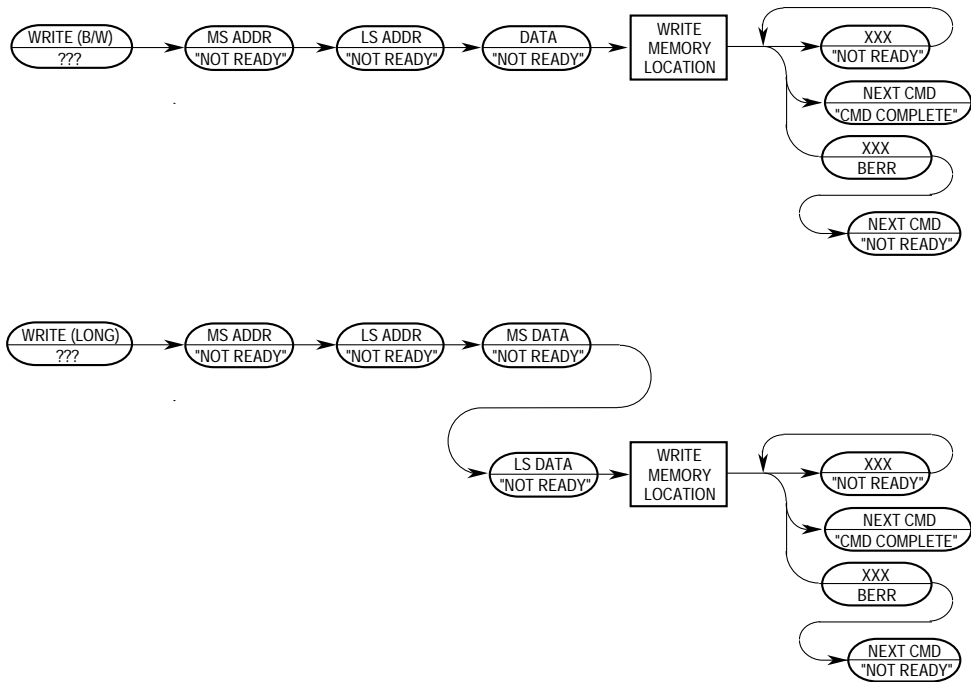 WRITE (B/W)
???
MS ADDR
"NOT READY"
LS ADDR
"NOT READY"
DATA
"NOT READY"
WRITE
MEMORY
LOCATION
XXX
"NOT READY"
NEXT CMD
"CMD COMPLETE"
XXX
BERR
NEXT CMD
"NOT READY"
WRITE (LONG)
???
MS ADDR
"NOT READY"
LS ADDR
"NOT READY"
MS DATA
"NOT READY"
LS DATA
"NOT READY"
WRITE
MEMORY
LOCATION
XXX
"NOT READY"
NEXT CMD
"CMD COMPLETE"
XXX
BERR
NEXT CMD
"NOT READY"